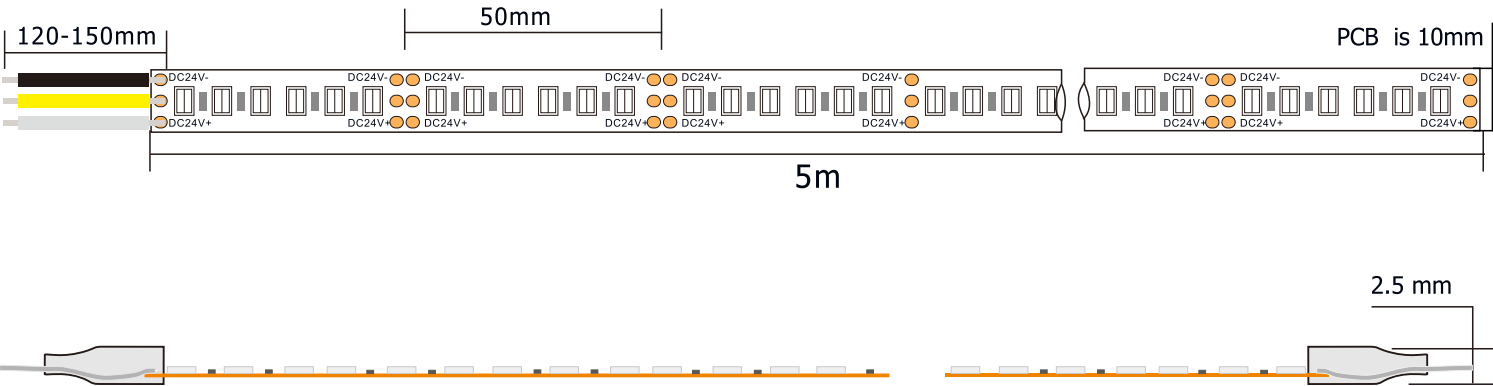 50mm
120-150mm
PCB is 10mm
DC24V- DC24V- DC24V- DC24V- DC24V- DC24V- DC24V- DC24V- DC24V-
DC24V+ DC24V+ DC24V+ DC24V+ DC24V+ DC24V+ DC24V+ DC24V+ DC24V+
5m
2.5 mm